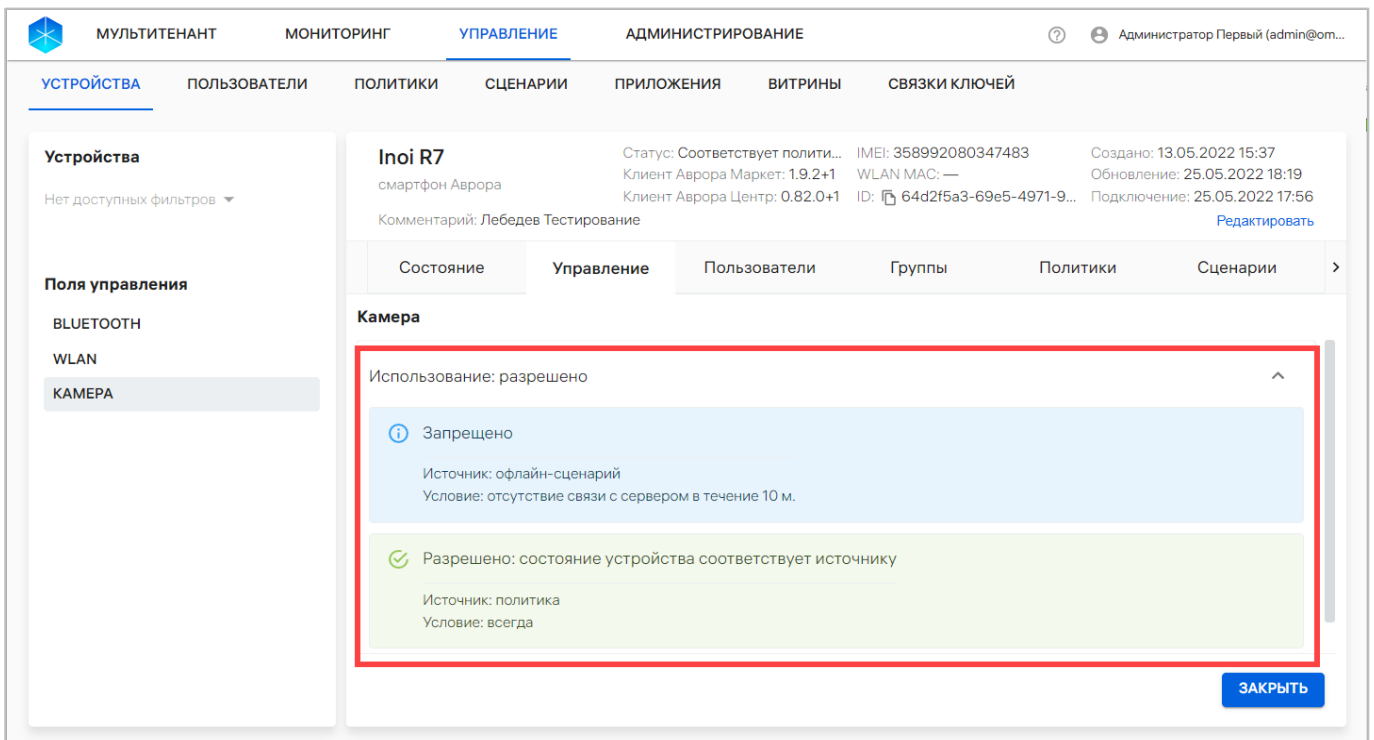 МУЛЬТИТЕНАНТ МОНИТОРИНГ УПРАВЛЕНИЕ АДМИНИСТРИРОВАНИЕ Администратор Первый (admin@om...
УСТРОЙСТВА ПОЛЬЗОВАТЕЛИ ПОЛИТИКИ СЦЕНАРИИ ПРИЛОЖЕНИЯ ВИТРИНЫ СВЯЗКИ КЛЮЧЕЙ
Устройства
Нет доступных фильтров
Поля управления
BLUETOOTH
WLAN
КАМЕРА
Inoi R7
смартфон Аврора
Комментарий: Лебедев Тестирование
Статус: Соответствует полити...
Клиент Аврора Маркет: 1.9.2+1
Клиент Аврора Центр: 0.82.0+1
IMEI: 358992080347483
WLAN MAC: —
ID: 64d2f5a3-69e5-4971-9...
Создано: 13.05.2022 15:37
Обновление: 25.05.2022 18:19
Подключение: 25.05.2022 17:56
Редактировать
Состояние Управление Пользователи Группы Политики Сценарии
Камера
Использование: разрешено
Запрещено
Источник: офлайн-сценарий
Условие: отсутствие связи с сервером в течение 10 м.
Разрешено: состояние устройства соответствует источнику
Источник: политика
Условие: всегда
ЗАКРЫТЬ